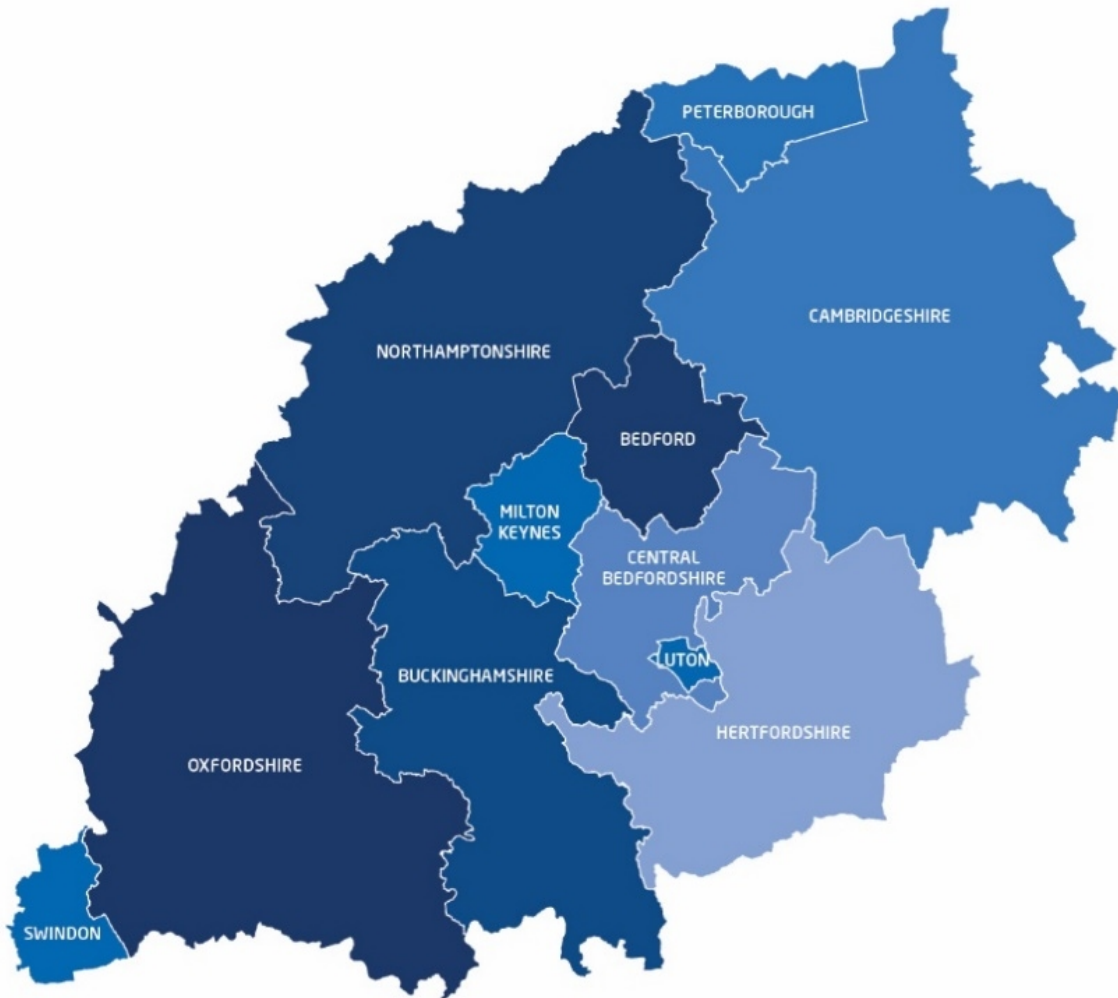 PETERBOROUGH
CAMBRIDGESHIRE
NORTHAMPTONSHIRE
BEDFORD
MILTON
KEYNES
CENTRAL
BEDFORDSHIRE
LUTON
BUCKINGHAMSHIRE
HERTFORDSHIRE
OXFORDSHIRE
SWINDON